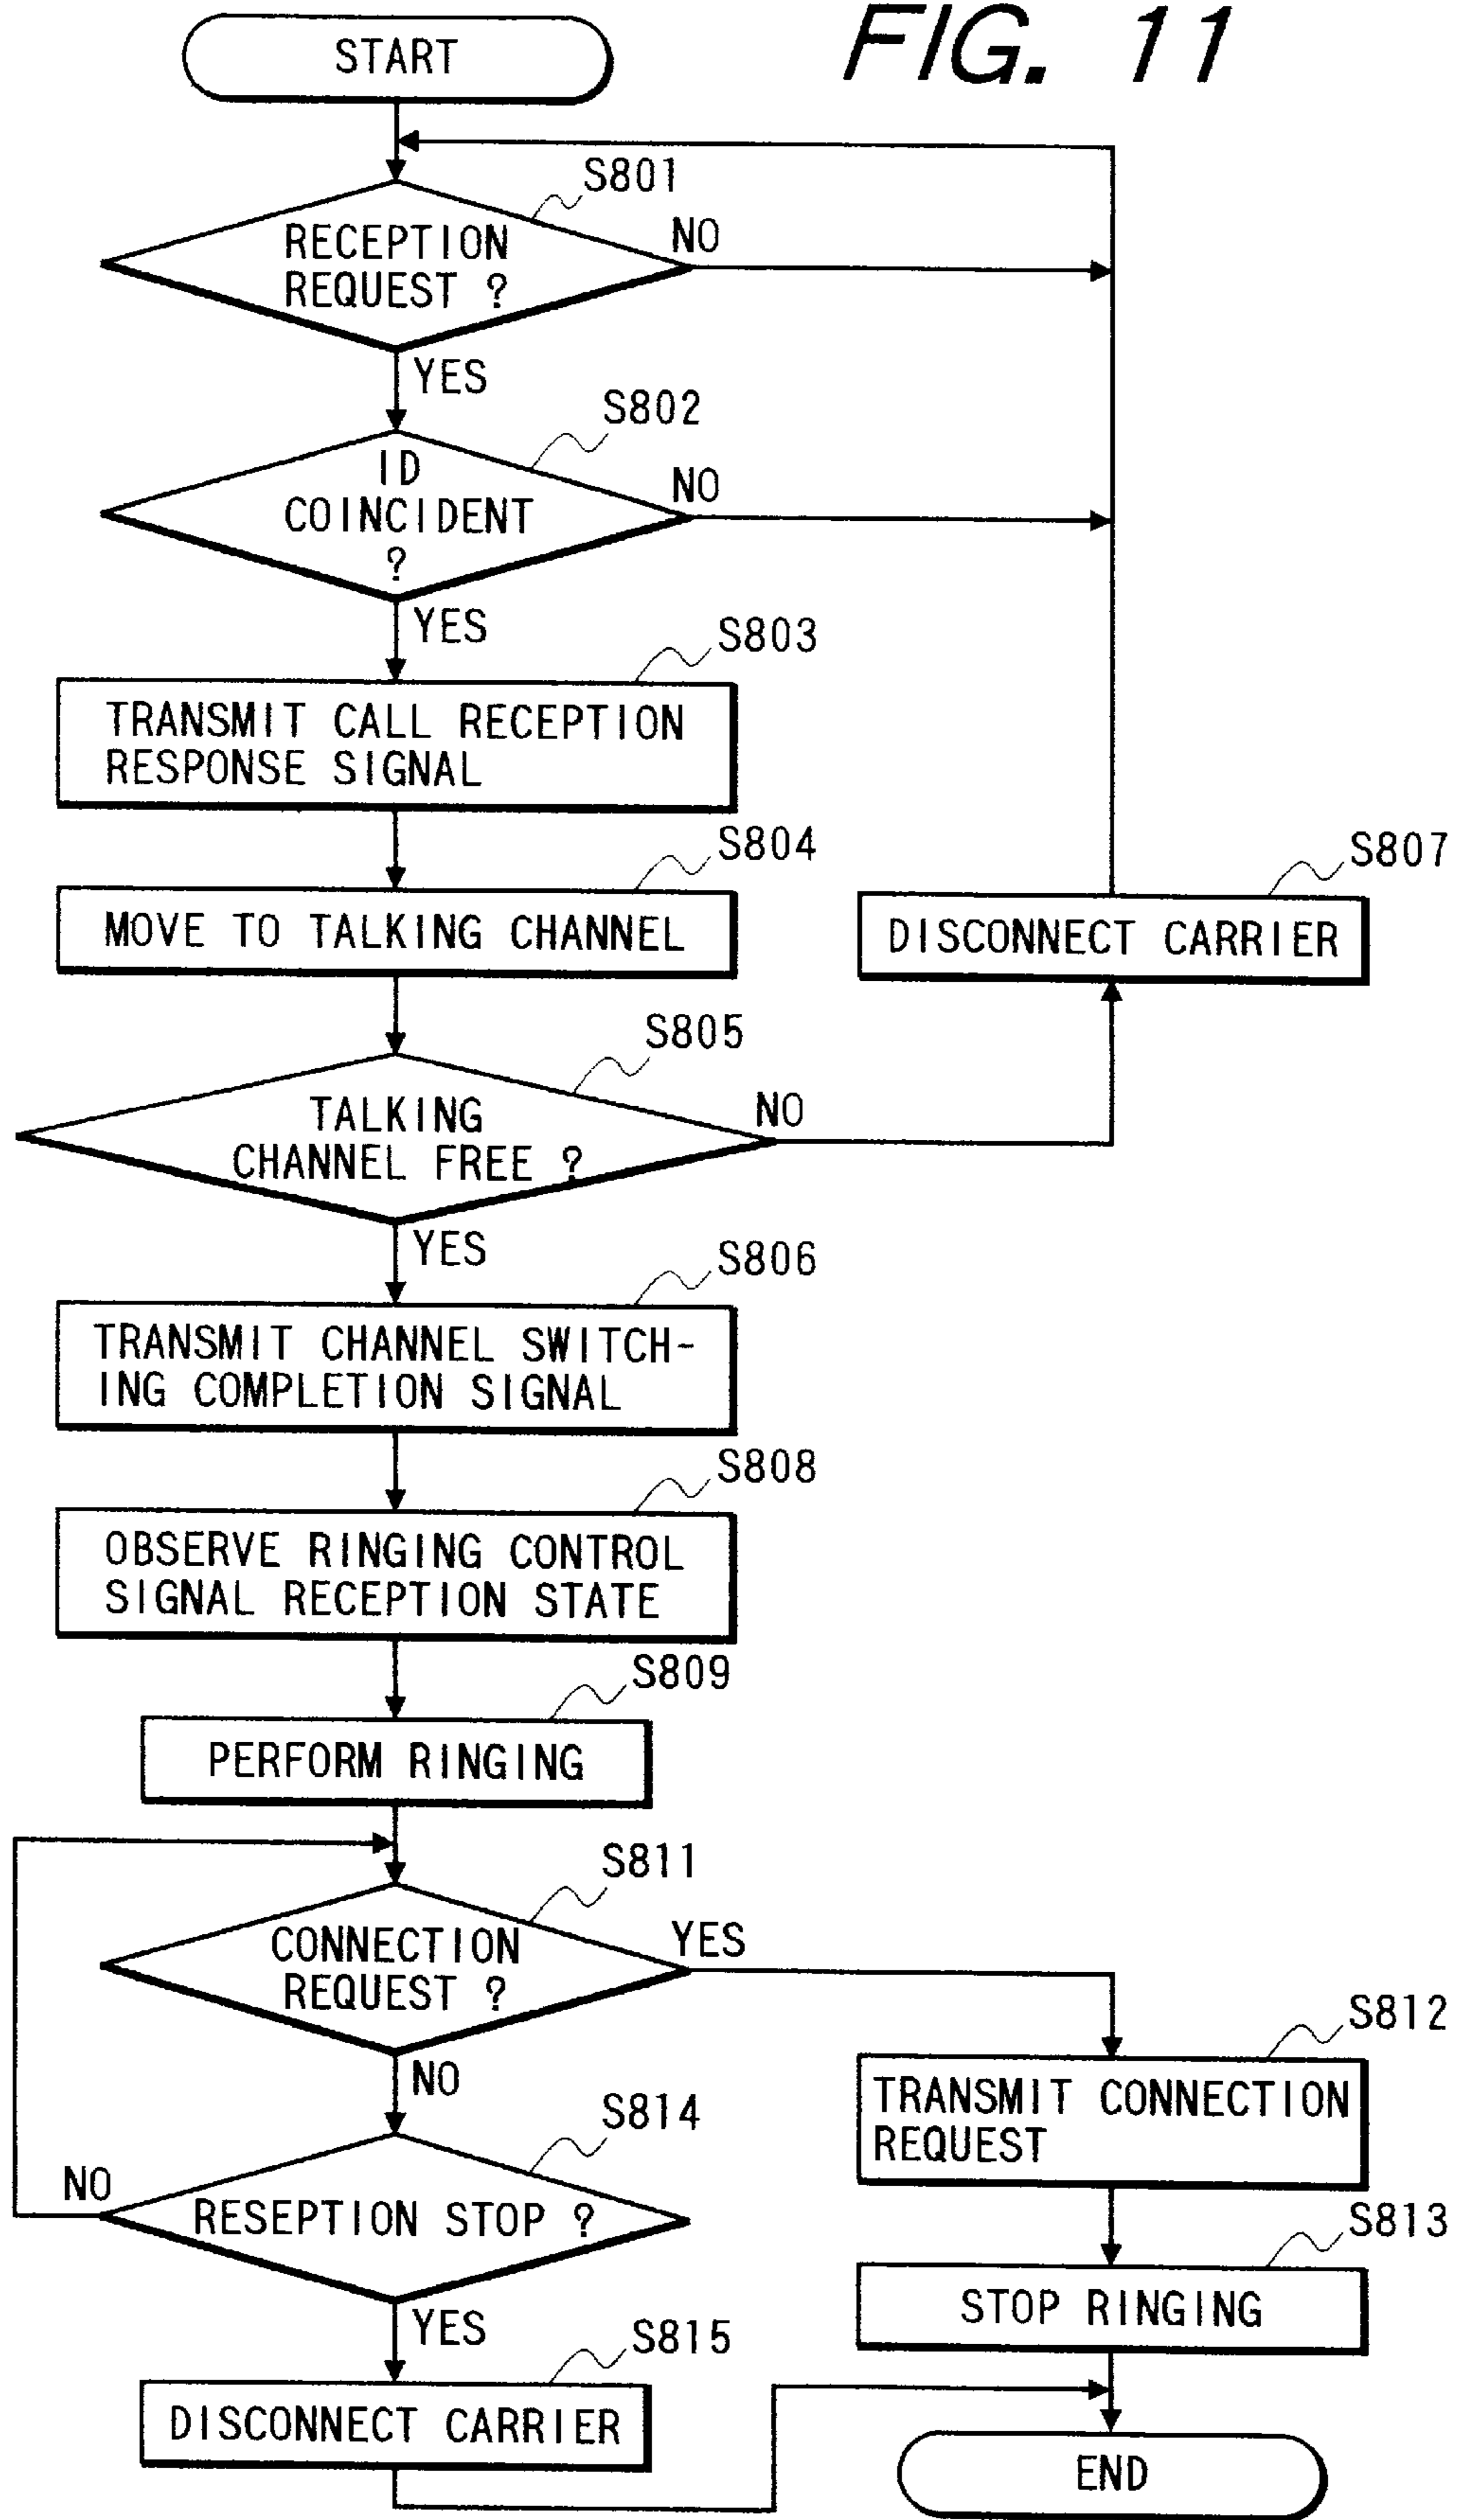 FIG. 11
START
S801
RECEPTION
REQUEST ?
NO
YES
S802
ID
COINCIDENT
?
NO
YES
S803
TRANSMIT CALL RECEPTION
RESPONSE SIGNAL
S804
MOVE TO TALKING CHANNEL
S807
DISCONNECT CARRIER
S805
TALKING
CHANNEL FREE ?
NO
YES
S806
TRANSMIT CHANNEL SWITCH-
ING COMPLETION SIGNAL
S808
OBSERVE RINGING CONTROL
SIGNAL RECEPTION STATE
S809
PERFORM RINGING
S811
CONNECTION
REQUEST ?
YES
NO
S812
TRANSMIT CONNECTION
REQUEST
S814
RESEPTION STOP ?
NO
YES
S813
STOP RINGING
S815
DISCONNECT CARRIER
END